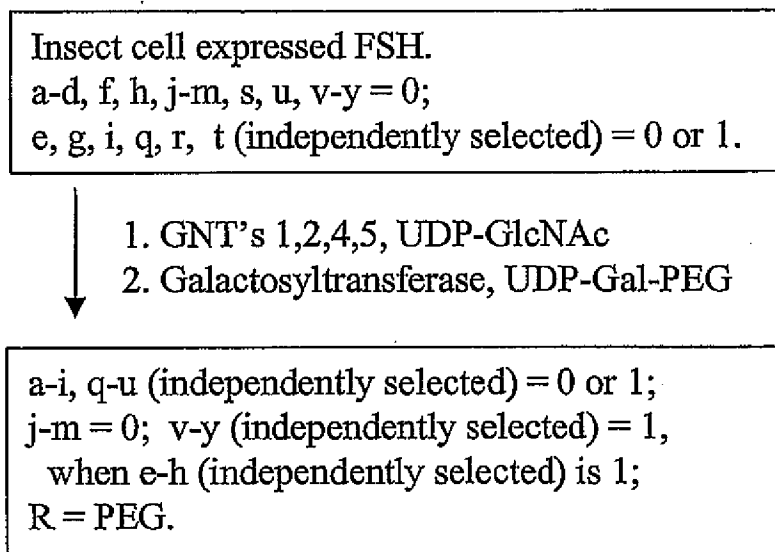 Insect cell expressed FSH.
a-d, f, h, j-m, s, u, v-y = 0;
e, g, i, q, r, t (independently selected) = 0 or 1.
1. GNT's 1,2,4,5, UDP-GlcNAc
2. Galactosyltransferase, UDP-Gal-PEG
a-i, q-u (independently selected) = 0 or 1;
j-m = 0; v-y (independently selected) = 1,
when e-h (independently selected) is 1;
R = PEG.